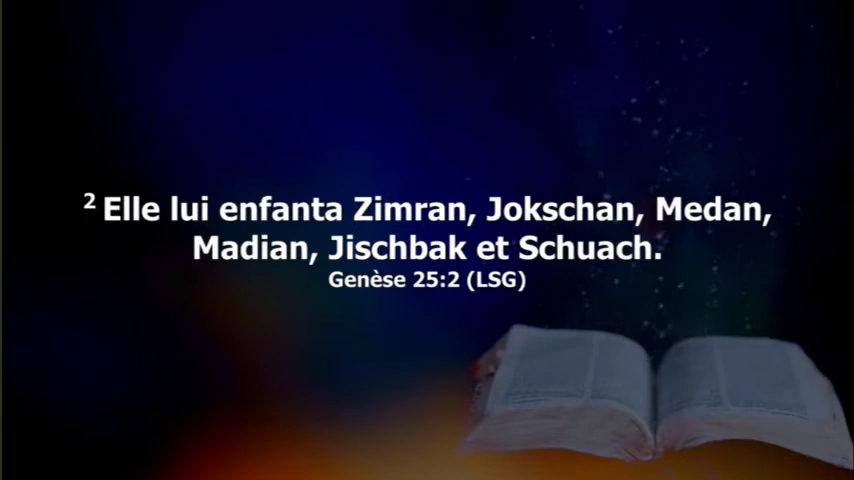 2 Elle lui enfanta Zimran, Jokschan, Medan,
Madian, Jischbak et Schuach.
Genèse 25:2 (LSG)